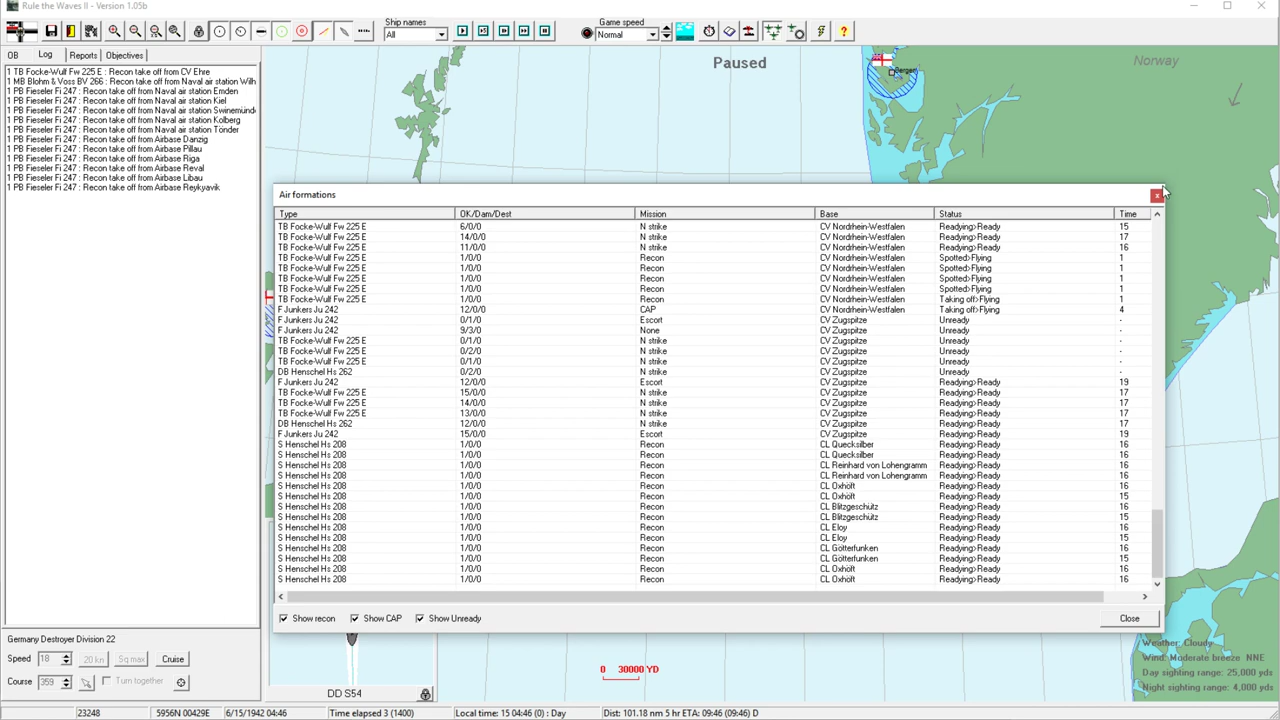 Rule the Waves II - Version 1.05b
Ship names
All
Game speed
Normal
OB Log Reports Objectives
1 TB Focke-Wulf Fw 225 E : Recon take off from CV Ehre
1 MB Blohm & Voss BV 266 : Recon take off from Naval air station Wilh
1 PB Fieseler Fi 247 : Recon take off from Naval air station Emden
1 PB Fieseler Fi 247 : Recon take off from Naval air station Kiel
1 PB Fieseler Fi 247 : Recon take off from Naval air station Swinemünde
1 PB Fieseler Fi 247 : Recon take off from Naval air station Kolberg
1 PB Fieseler Fi 247 : Recon take off from Naval air station Tönder
1 PB Fieseler Fi 247 : Recon take off from Airbase Danzig
1 PB Fieseler Fi 247 : Recon take off from Airbase Pillau
1 PB Fieseler Fi 247 : Recon take off from Airbase Riga
1 PB Fieseler Fi 247 : Recon take off from Airbase Reval
1 PB Fieseler Fi 247 : Recon take off from Airbase Libau
1 PB Fieseler Fi 247 : Recon take off from Airbase Reykyavik
Paused
Bergen
Norway
Air formations
Type OK/Dam/Dest Mission Base Status Time
TB Focke-Wulf Fw 225 E 6/0/0 N strike CV Nordrhein-Westfalen Readying>Ready 15
TB Focke-Wulf Fw 225 E 14/0/0 N strike CV Nordrhein-Westfalen Readying>Ready 17
TB Focke-Wulf Fw 225 E 11/0/0 N strike CV Nordrhein-Westfalen Readying>Ready 16
TB Focke-Wulf Fw 225 E 1/0/0 Recon CV Nordrhein-Westfalen Spotted>Flying 1
TB Focke-Wulf Fw 225 E 1/0/0 Recon CV Nordrhein-Westfalen Spotted>Flying 1
TB Focke-Wulf Fw 225 E 1/0/0 Recon CV Nordrhein-Westfalen Spotted>Flying 1
TB Focke-Wulf Fw 225 E 1/0/0 Recon CV Nordrhein-Westfalen Spotted>Flying 1
TB Focke-Wulf Fw 225 E 1/0/0 Recon CV Nordrhein-Westfalen Taking off>Flying 1
F Junkers Ju 242 12/0/0 CAP CV Nordrhein-Westfalen Taking off>Flying 4
F Junkers Ju 242 0/1/0 Escort CV Zugspitze Unready -
F Junkers Ju 242 9/3/0 None CV Zugspitze Unready -
TB Focke-Wulf Fw 225 E 0/1/0 N strike CV Zugspitze Unready -
TB Focke-Wulf Fw 225 E 0/2/0 N strike CV Zugspitze Unready -
TB Focke-Wulf Fw 225 E 0/1/0 N strike CV Zugspitze Unready -
DB Henschel Hs 262 0/2/0 N strike CV Zugspitze Unready -
F Junkers Ju 242 12/0/0 Escort CV Zugspitze Readying>Ready 19
TB Focke-Wulf Fw 225 E 15/0/0 N strike CV Zugspitze Readying>Ready 17
TB Focke-Wulf Fw 225 E 14/0/0 N strike CV Zugspitze Readying>Ready 17
TB Focke-Wulf Fw 225 E 13/0/0 N strike CV Zugspitze Readying>Ready 17
DB Henschel Hs 262 12/0/0 N strike CV Zugspitze Readying>Ready 17
F Junkers Ju 242 15/0/0 Escort CV Zugspitze Readying>Ready 19
S Henschel Hs 208 1/0/0 Recon CL Quecksilber Readying>Ready 16
S Henschel Hs 208 1/0/0 Recon CL Quecksilber Readying>Ready 16
S Henschel Hs 208 1/0/0 Recon CL Reinhard von Lohengramm Readying>Ready 16
S Henschel Hs 208 1/0/0 Recon CL Reinhard von Lohengramm Readying>Ready 16
S Henschel Hs 208 1/0/0 Recon CL Oxhöft Readying>Ready 16
S Henschel Hs 208 1/0/0 Recon CL Oxhöft Readying>Ready 15
S Henschel Hs 208 1/0/0 Recon CL Blitzgeschütz Readying>Ready 16
S Henschel Hs 208 1/0/0 Recon CL Blitzgeschütz Readying>Ready 15
S Henschel Hs 208 1/0/0 Recon CL Eloy Readying>Ready 16
S Henschel Hs 208 1/0/0 Recon CL Eloy Readying>Ready 15
S Henschel Hs 208 1/0/0 Recon CL Götterfunken Readying>Ready 16
S Henschel Hs 208 1/0/0 Recon CL Götterfunken Readying>Ready 15
S Henschel Hs 208 1/0/0 Recon CL Oxhöft Readying>Ready 16
S Henschel Hs 208 1/0/0 Recon CL Oxhöft Readying>Ready 16
Show recon Show CAP Show Unready Close
Germany Destroyer Division 22
Speed 18 20 kn Sq max Cruise
Course 359 Turn together
DD S54
0 30000 YD
Weather: Cloudy
Wind: Moderate breeze NNE
Day sighting range: 25,000 yds
Night sighting range: 4,000 yds
23248 5956N 00429E 6/15/1942 04:46 Time elapsed 3 (1400) Local time: 15 04:46 (0) : Day Dist: 101.18 nm 5 hr ETA: 09:46 (09:46) D